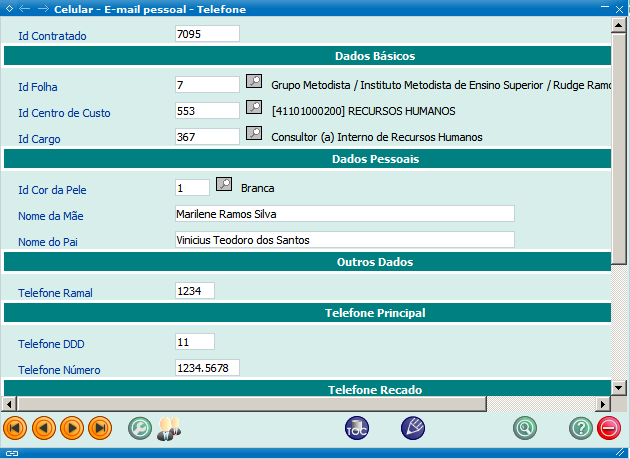 Celular - E-mail pessoal - Telefone
Id Contratado 7095
Dados Básicos
Id Folha 7 Grupo Metodista / Instituto Metodista de Ensino Superior / Rudge Ramo
Id Centro de Custo 553 [41101000200] RECURSOS HUMANOS
Id Cargo 367 Consultor (a) Interno de Recursos Humanos
Dados Pessoais
Id Cor da Pele 1 Branca
Nome da Mãe Marilene Ramos Silva
Nome do Pai Vinicius Teodoro dos Santos
Outros Dados
Telefone Ramal 1234
Telefone Principal
Telefone DDD 11
Telefone Número 1234.5678
Telefone Recado
TOC